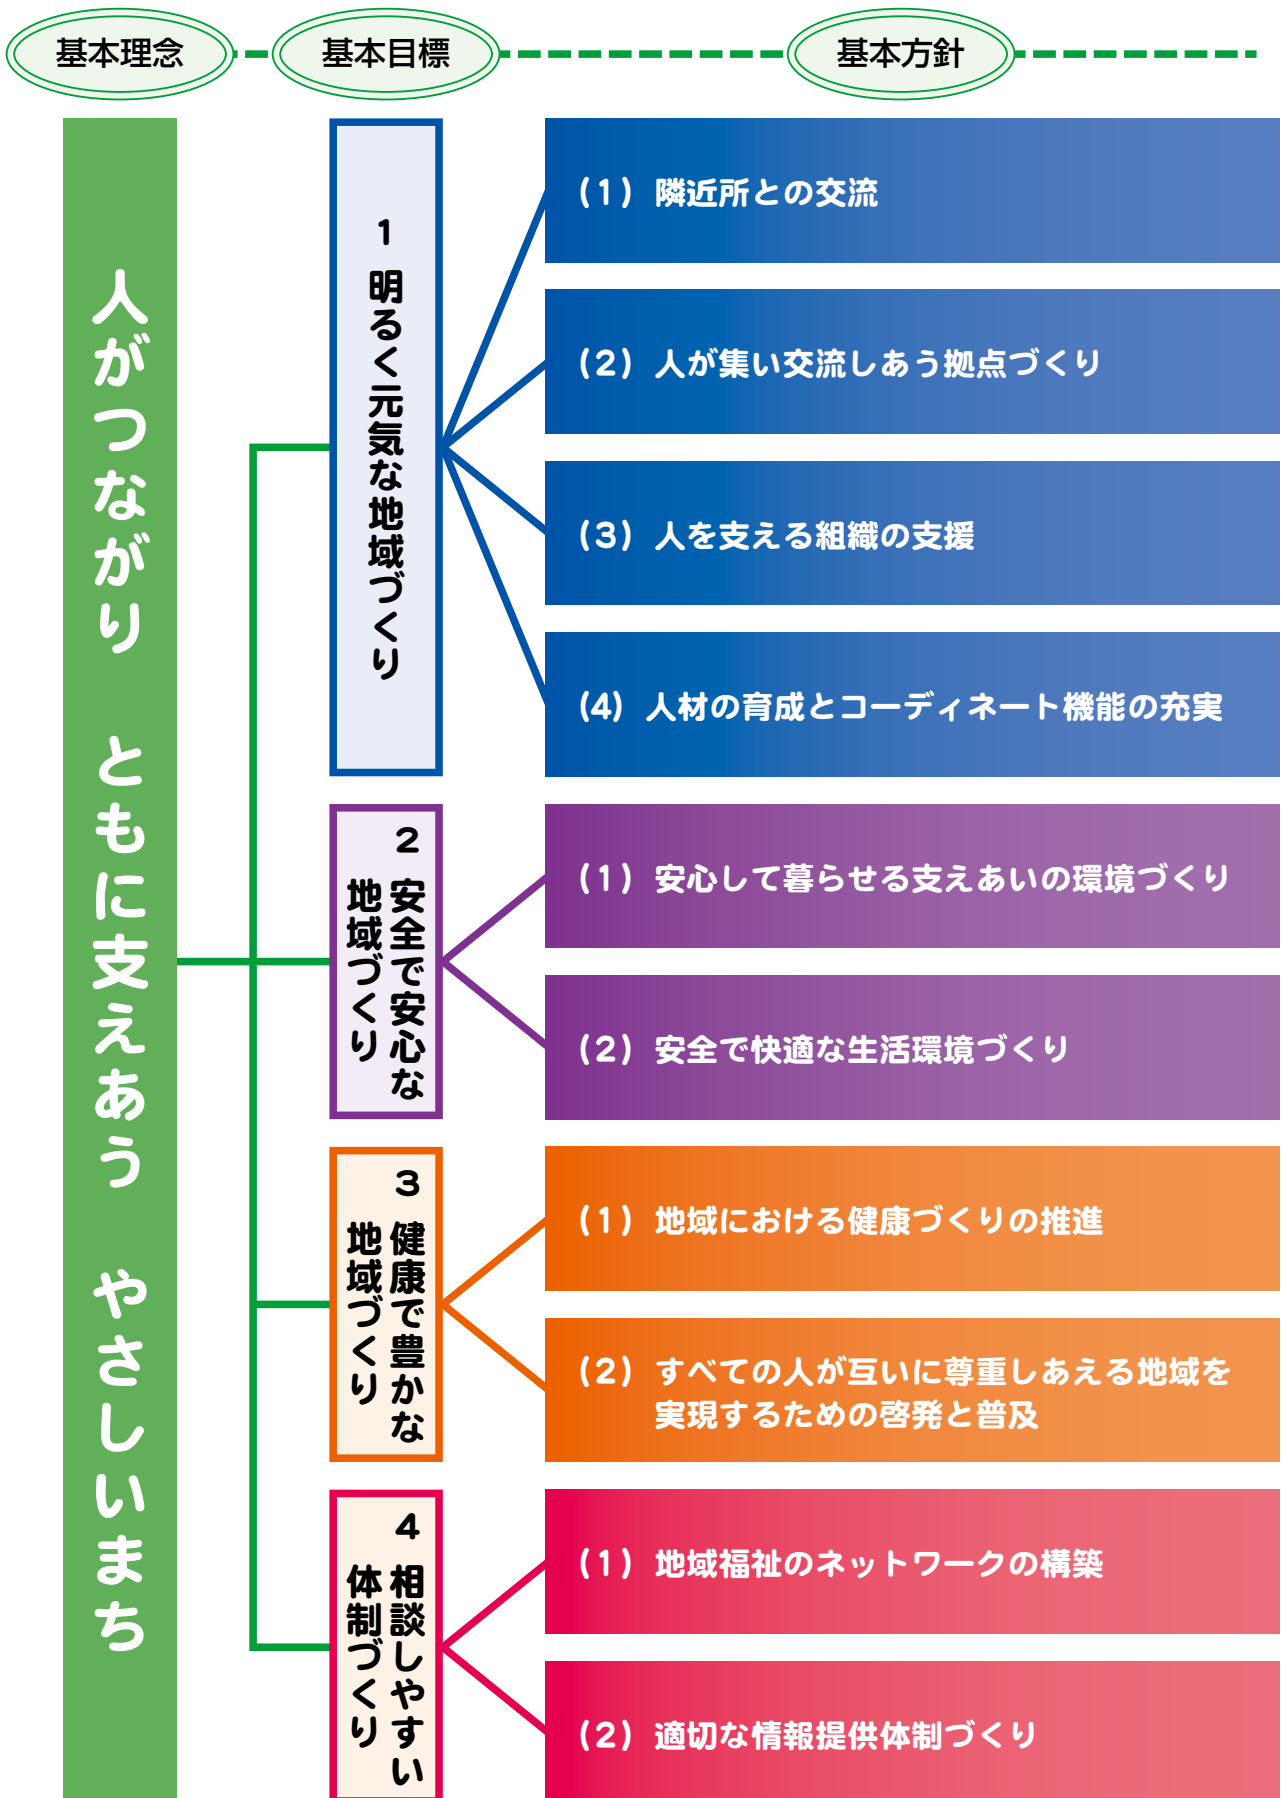 基本理念
基本目標
基本方針
人がつながり　ともに支えあう　やさしいまち
1 明るく元気な地域づくり
(1) 隣近所との交流
(2) 人が集い交流しあう拠点づくり
(3) 人を支える組織の支援
(4) 人材の育成とコーディネート機能の充実
2 安全で安心な
地域づくり
(1) 安心して暮らせる支えあいの環境づくり
(2) 安全で快適な生活環境づくり
3 健康で豊かな
地域づくり
(1) 地域における健康づくりの推進
(2) すべての人が互いに尊重しあえる地域を
実現するための啓発と普及
4 相談しやすい
体制づくり
(1) 地域福祉のネットワークの構築
(2) 適切な情報提供体制づくり